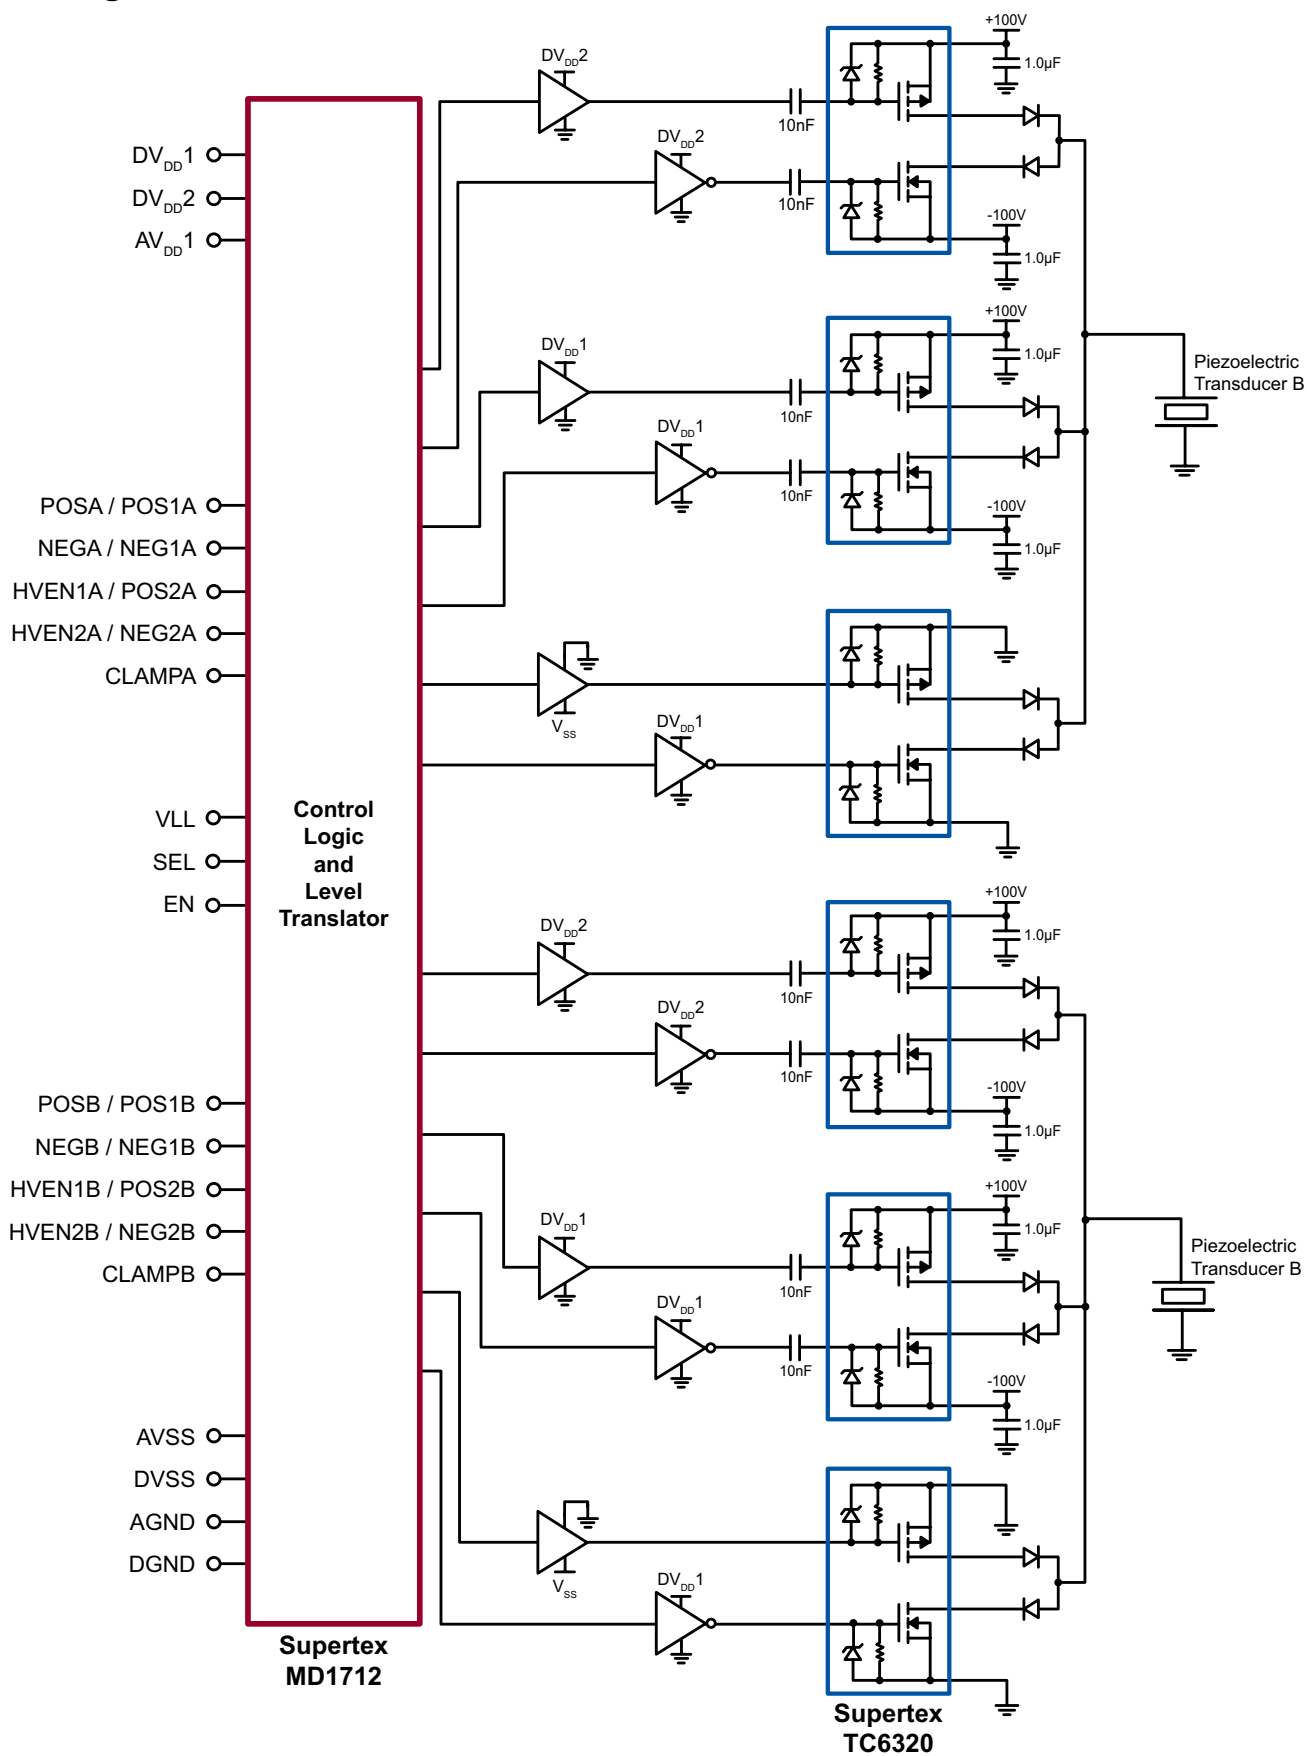 +100V
1.0µF
DVDD2
10nF
DVDD2
10nF
-100V
1.0µF
DVDD1
DVDD2
AVDD1
+100V
1.0µF
DVDD1
10nF
DVDD1
10nF
-100V
1.0µF
Piezoelectric
Transducer B
POSA / POS1A
NEGA / NEG1A
HVEN1A / POS2A
HVEN2A / NEG2A
CLAMPA
VSS
DVDD1
VLL
SEL
EN
Control
Logic
and
Level
Translator
+100V
1.0µF
DVDD2
10nF
DVDD2
10nF
-100V
1.0µF
POSB / POS1B
NEGB / NEG1B
HVEN1B / POS2B
HVEN2B / NEG2B
CLAMPB
+100V
1.0µF
DVDD1
10nF
DVDD1
10nF
-100V
1.0µF
Piezoelectric
Transducer B
AVSS
DVSS
AGND
DGND
VSS
DVDD1
Supertex
MD1712
Supertex
TC6320